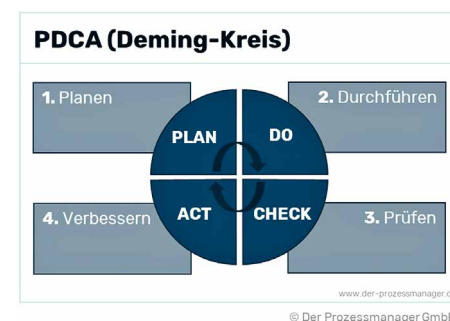 PDCA (Deming-Kreis)
1. Planen
2. Durchführen
PLAN
DO
ACT
CHECK
4. Verbessern
3. Prüfen
www.der-prozessmanager.d
© Der Prozessmanager Gmb